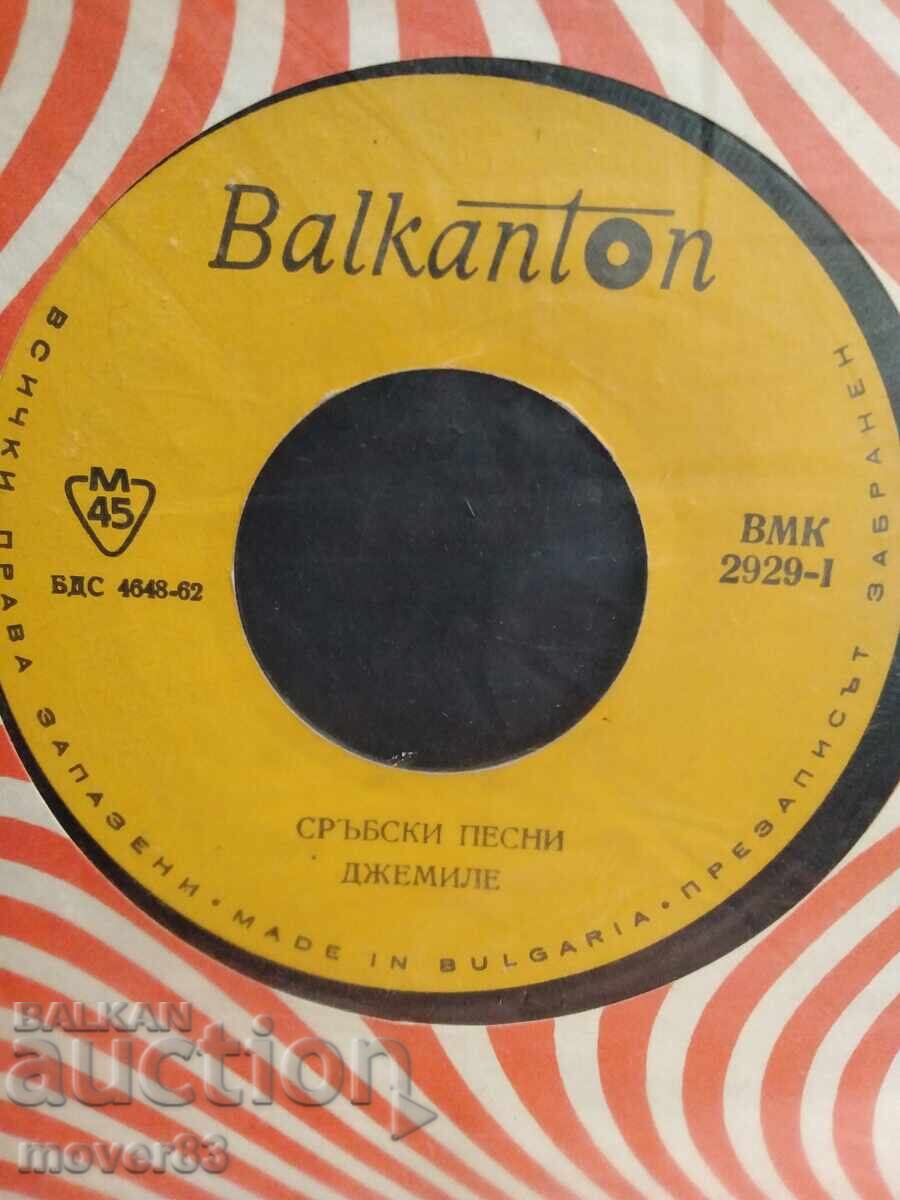 Balkanton
M
45
БДС 4648-62
ВМК
2929-I
СРЪБСКИ ПЕСНИ
ДЖЕМИЛЕ
ВСИЧКИ ПРАВА ЗАПАЗЕНИ • MADE IN BULGARIA • ПРЕЗАПИСЪТ ЗАБРАНЕН
BALKAN
auction
mover83